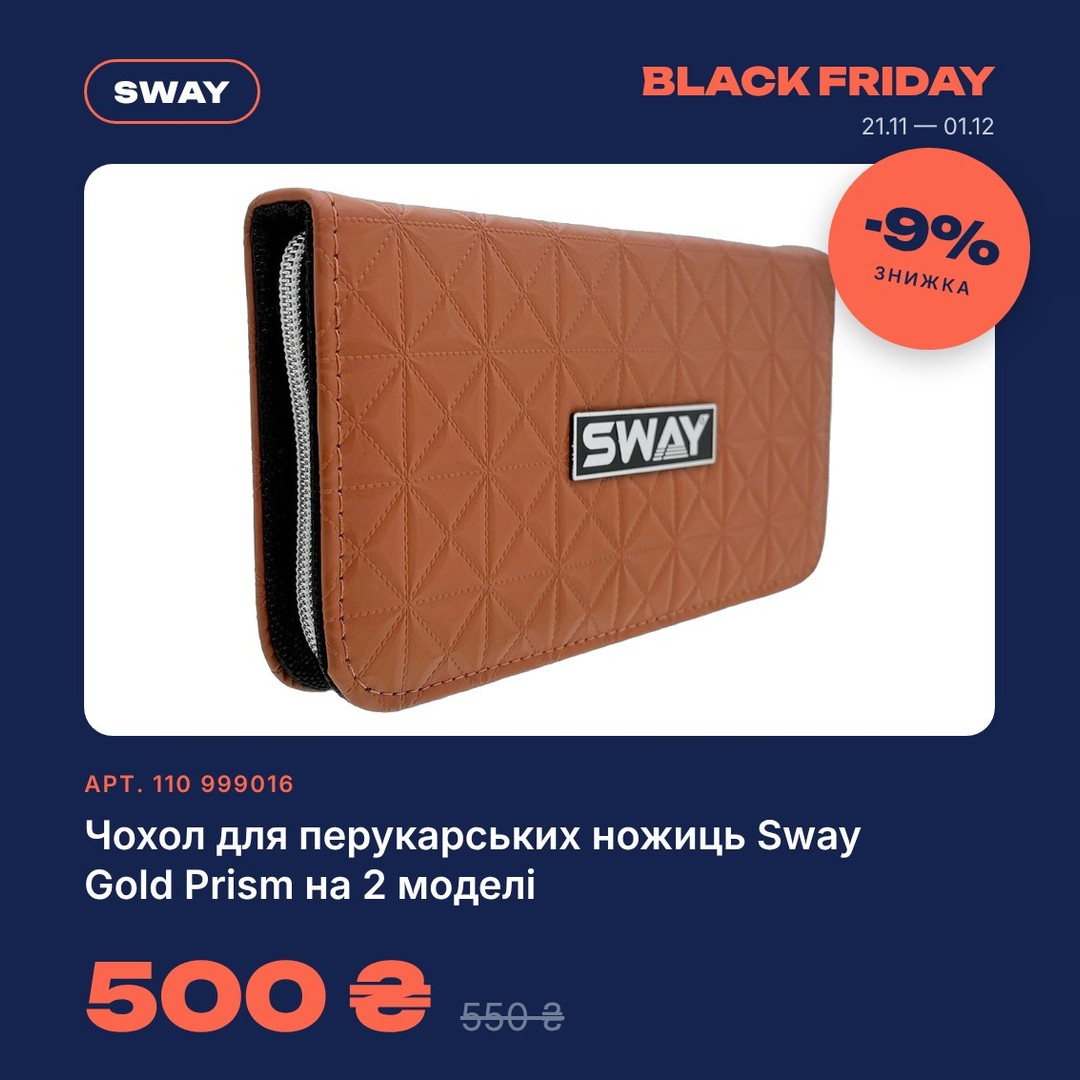 SWAY
BLACK FRIDAY
21.11 — 01.12
-9%
ЗНИЖКА
SWAY
АРТ. 110 999016
Чохол для перукарських ножиць Sway
Gold Prism на 2 моделі
500 ₴ 550 ₴